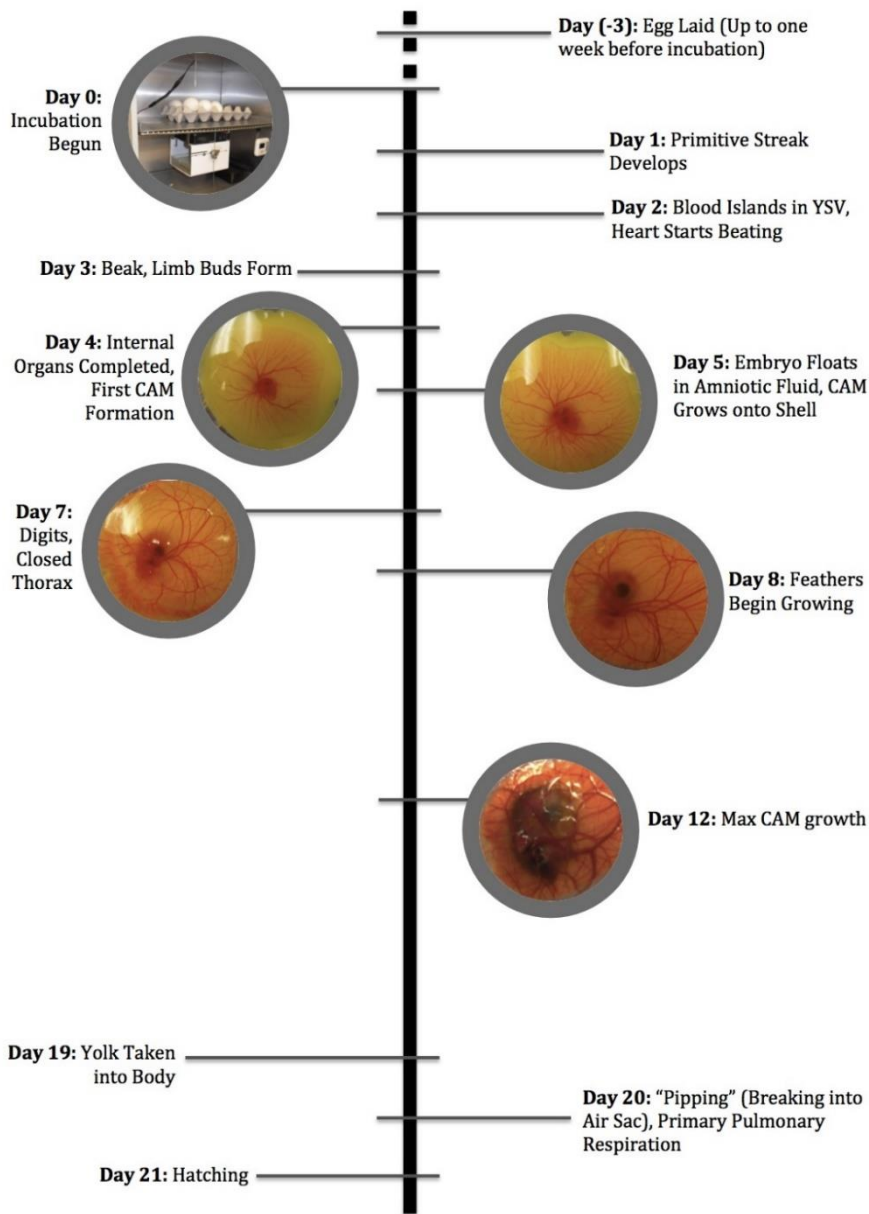 Day (-3): Egg Laid (Up to one
week before incubation)
Day 0:
Incubation
Begun
Day 1: Primitive Streak
Develops
Day 2: Blood Islands in YSV,
Heart Starts Beating
Day 3: Beak, Limb Buds Form
Day 4: Internal
Organs Completed,
First CAM
Formation
Day 5: Embryo Floats
in Amniotic Fluid, CAM
Grows onto Shell
Day 7:
Digits,
Closed
Thorax
Day 8: Feathers
Begin Growing
Day 12: Max CAM growth
Day 19: Yolk Taken
into Body
Day 20: “Pipping” (Breaking into
Air Sac), Primary Pulmonary
Respiration
Day 21: Hatching